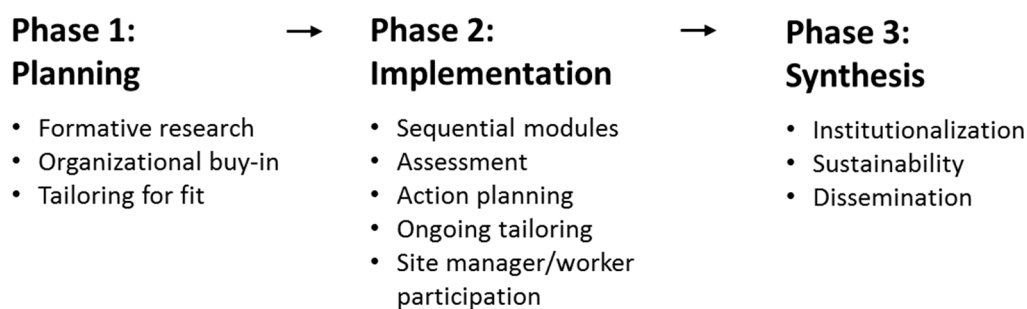 Phase 1:
Planning
• Formative research
• Organizational buy-in
• Tailoring for fit
→
Phase 2:
Implementation
• Sequential modules
• Assessment
• Action planning
• Ongoing tailoring
• Site manager/worker
participation
→
Phase 3:
Synthesis
• Institutionalization
• Sustainability
• Dissemination